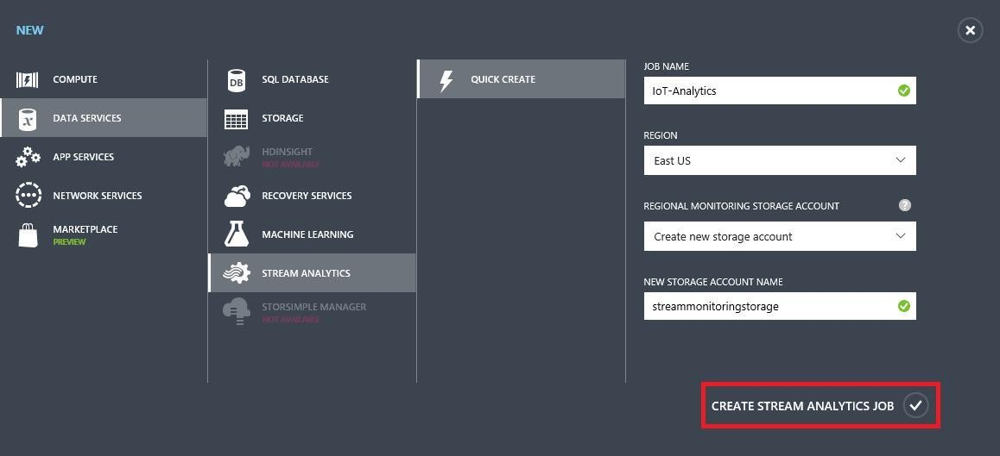 NEW
COMPUTE
DATA SERVICES
APP SERVICES
NETWORK SERVICES
MARKETPLACE
PREVIEW
DB
SQL DATABASE
STORAGE
HDINSIGHT
NOT AVAILABLE
RECOVERY SERVICES
MACHINE LEARNING
STREAM ANALYTICS
STORSIMPLE MANAGER
NOT AVAILABLE
QUICK CREATE
JOB NAME
IoT-Analytics
REGION
East US
REGIONAL MONITORING STORAGE ACCOUNT ?
Create new storage account
NEW STORAGE ACCOUNT NAME
streammonitoringstorage
CREATE STREAM ANALYTICS JOB